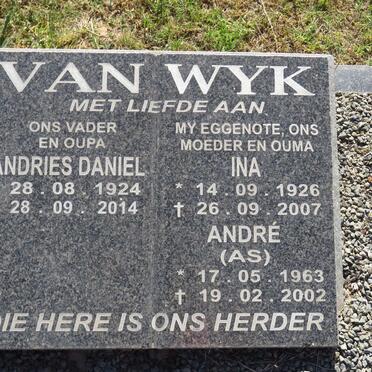 VAN WYK
MET LIEFDE AAN
ONS VADER
EN OUPA
ANDRIES DANIEL
28 . 08 . 1924
28 . 09 . 2014
MY EGGENOTE, ONS
MOEDER EN OUMA
INA
* 14 . 09 . 1926
† 26 . 09 . 2007
ANDRÉ
(AS)
* 17 . 05 . 1963
† 19 . 02 . 2002
DIE HERE IS ONS HERDER